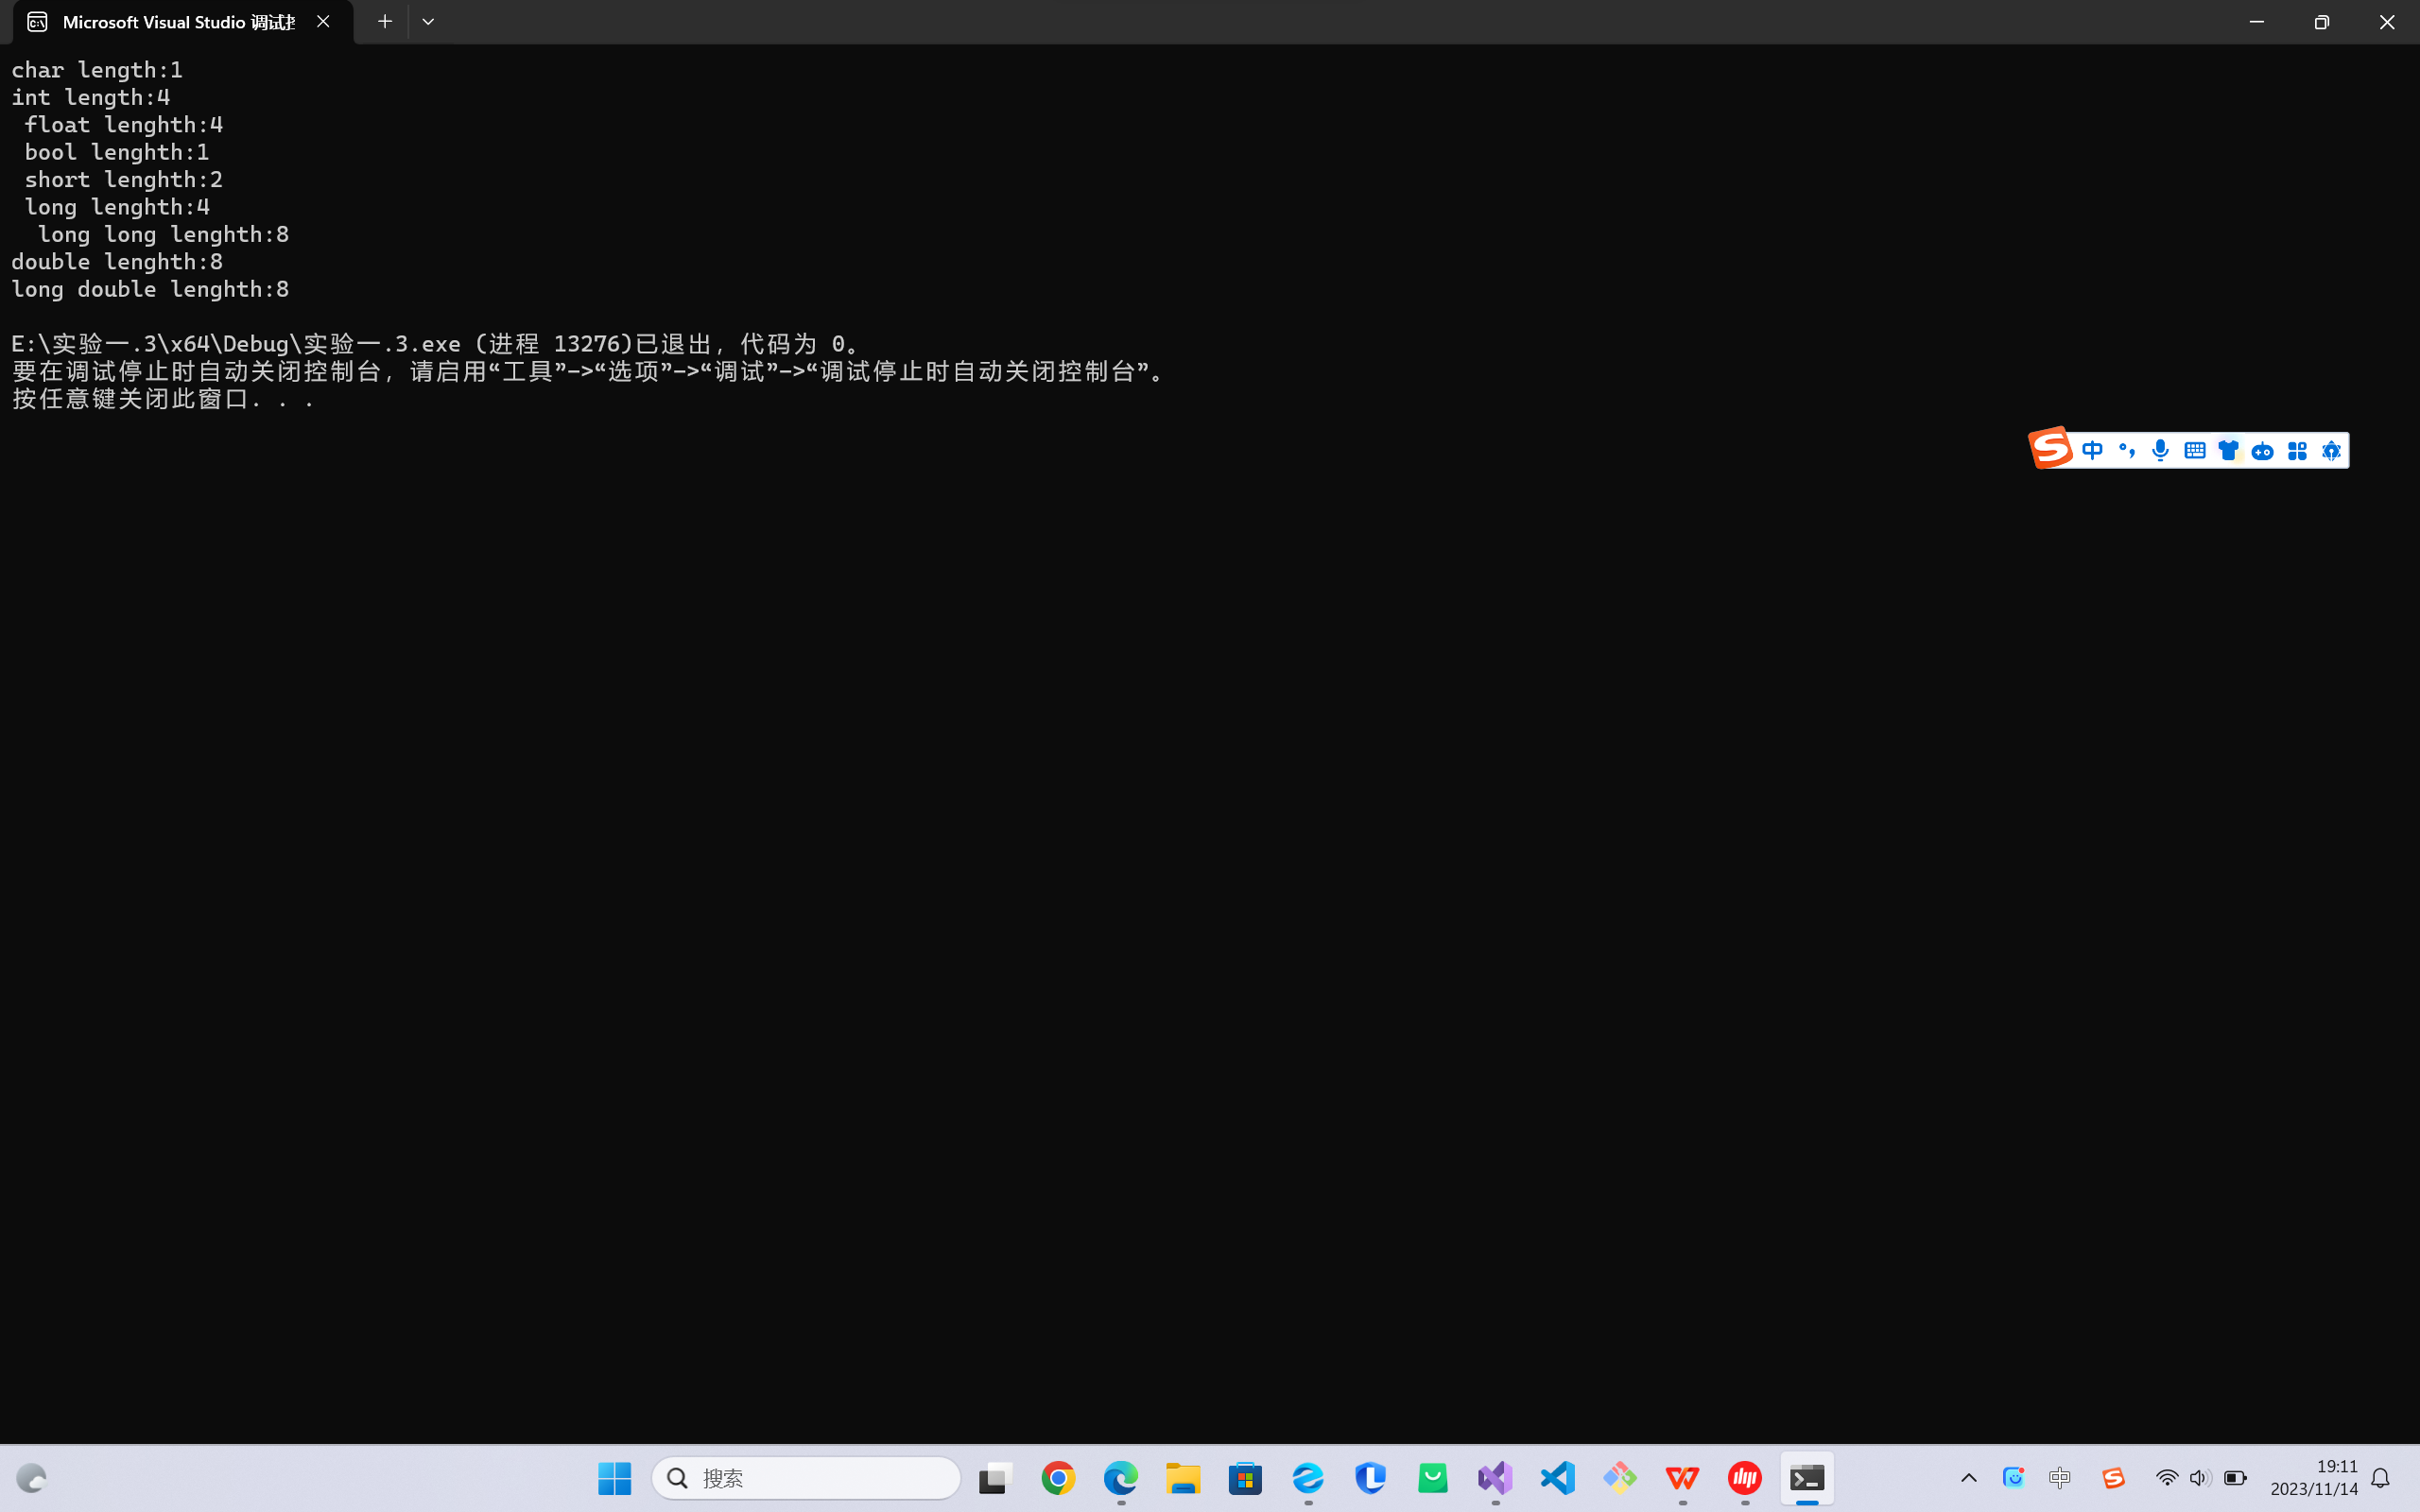 Microsoft Visual Studio 调试
char length:1
int length:4
 float lenghth:4
 bool lenghth:1
 short lenghth:2
 long lenghth:4
  long long lenghth:8
double lenghth:8
long double lenghth:8
E:\实验一.3\x64\Debug\实验一.3.exe (进程 13276)已退出，代码为 0。
要在调试停止时自动关闭控制台，请启用“工具”->“选项”->“调试”->“调试停止时自动关闭控制台”。
按任意键关闭此窗口. . .
中
搜索
中
19:11
2023/11/14